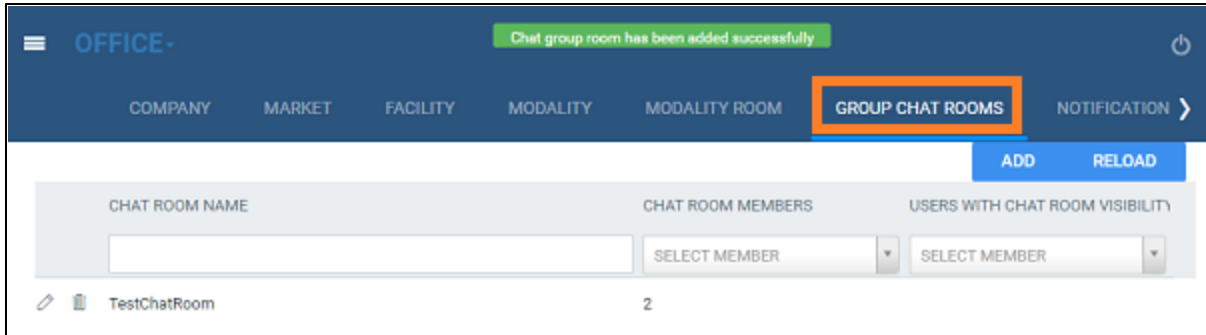 OFFICE
Chat group room has been added successfully
COMPANY MARKET FACILITY MODALITY MODALITY ROOM GROUP CHAT ROOMS NOTIFICATION
ADD RELOAD
CHAT ROOM NAME CHAT ROOM MEMBERS USERS WITH CHAT ROOM VISIBILITY
SELECT MEMBER SELECT MEMBER
TestChatRoom 2